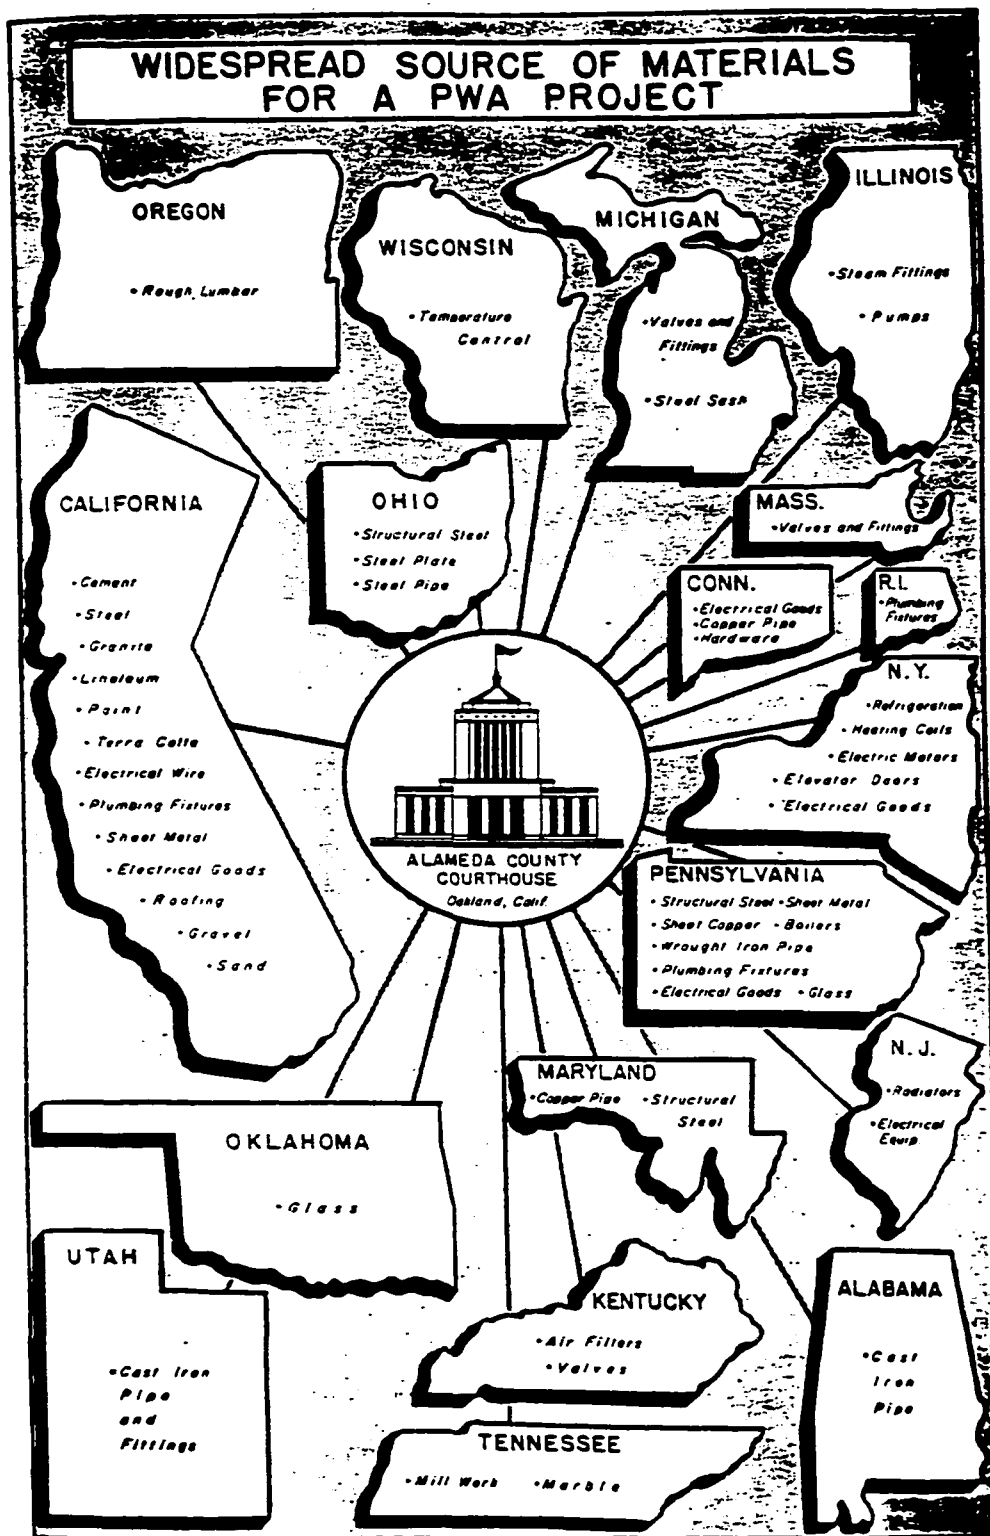 WIDESPREAD SOURCE OF MATERIALS
FOR A PWA PROJECT
OREGON
• Rough Lumber
WISCONSIN
• Temperature
Control
MICHIGAN
• Valves and
Fittings
• Steel Sash
ILLINOIS
• Steam Fittings
• Pumps
CALIFORNIA
• Cement
• Steel
• Granite
• Linoleum
• Paint
• Terra Cotta
• Electrical Wire
• Plumbing Fixtures
• Sheet Metal
• Electrical Goods
• Roofing
• Gravel
• Sand
OHIO
• Structural Steel
• Steel Plate
• Steel Pipe
MASS.
• Valves and Fittings
CONN.
• Electrical Goods
• Copper Pipe
• Hardware
R.I.
• Plumbing
Fixtures
N.Y.
• Refrigeration
• Heating Coils
• Electric Motors
• Elevator Doors
• Electrical Goods
ALAMEDA COUNTY
COURTHOUSE
Oakland, Calif.
PENNSYLVANIA
• Structural Steel • Sheet Metal
• Sheet Copper • Boilers
• Wrought Iron Pipe
• Plumbing Fixtures
• Electrical Goods • Glass
N.J.
• Radiators
• Electrical
Equip.
MARYLAND
• Copper Pipe • Structural
Steel
OKLAHOMA
• Glass
UTAH
• Cast Iron
Pipe
and
Fittings
KENTUCKY
• Air Filters
• Valves
ALABAMA
• Cast
Iron
Pipe
TENNESSEE
• Mill Work • Marble